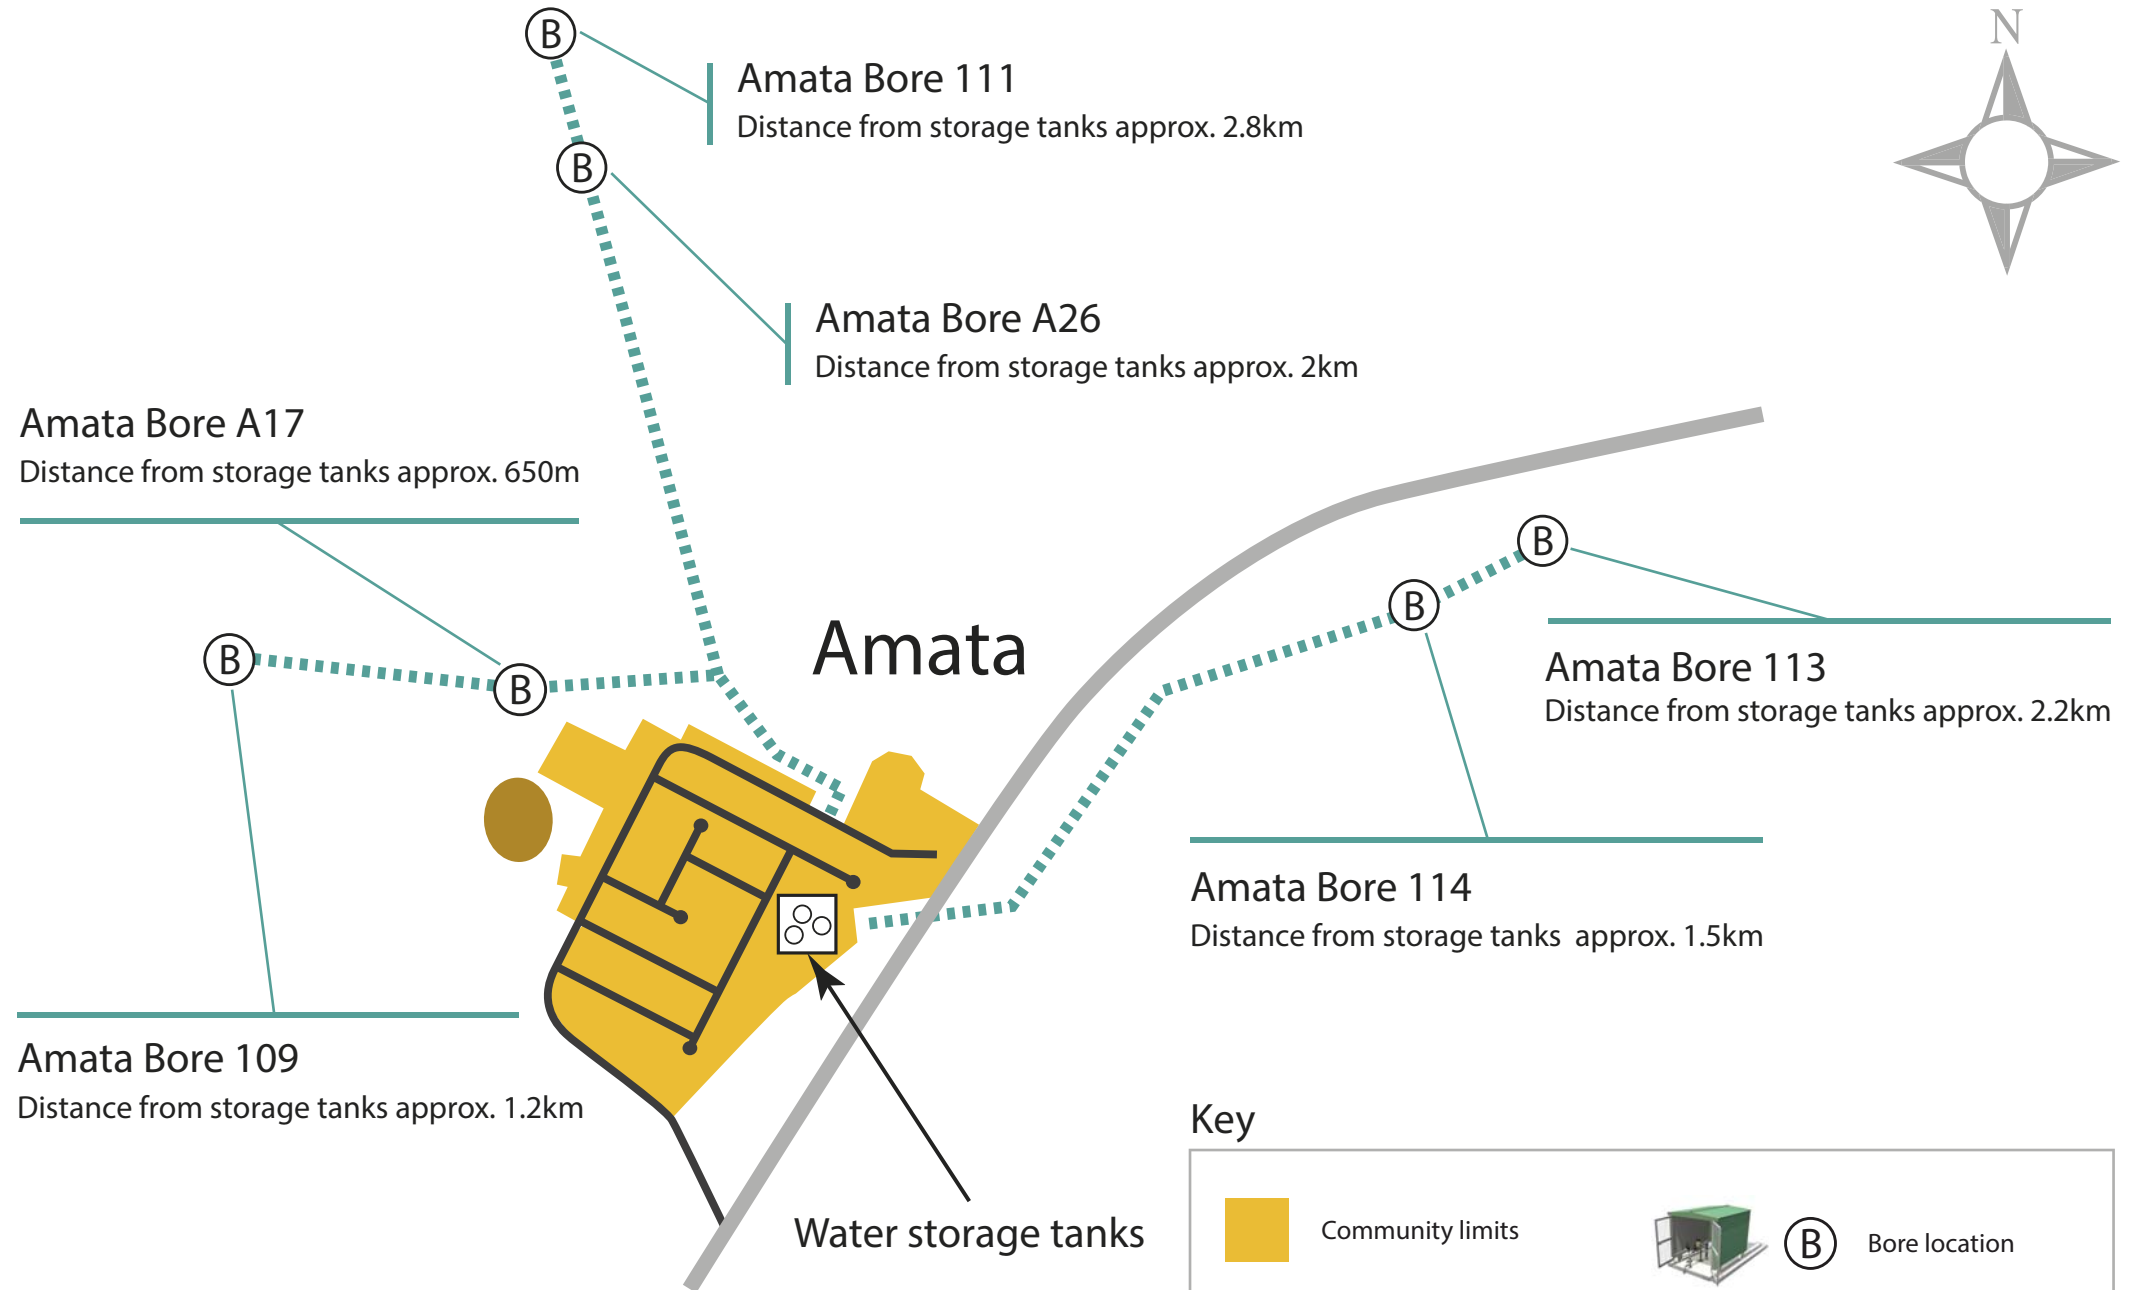 B
N
Amata Bore 111
Distance from storage tanks approx. 2.8km
B
Amata Bore A26
Distance from storage tanks approx. 2km
Amata Bore A17
Distance from storage tanks approx. 650m
B
B
B
B
Amata
Amata Bore 113
Distance from storage tanks approx. 2.2km
Amata Bore 114
Distance from storage tanks approx. 1.5km
Amata Bore 109
Distance from storage tanks approx. 1.2km
Water storage tanks
Key
Community limits
B
Bore location